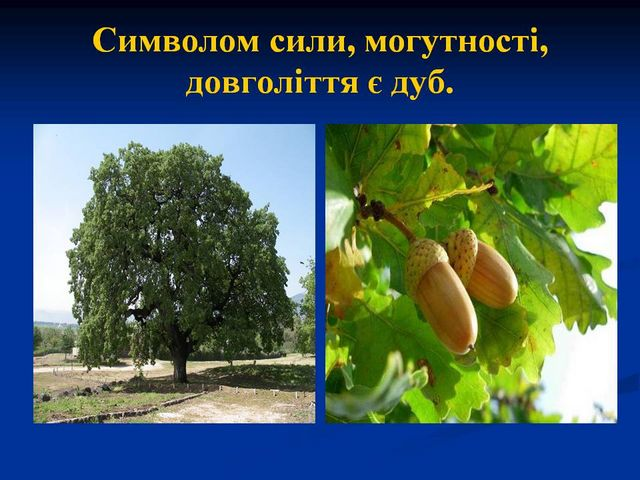 Символом сили, могутності,
довголіття є дуб.